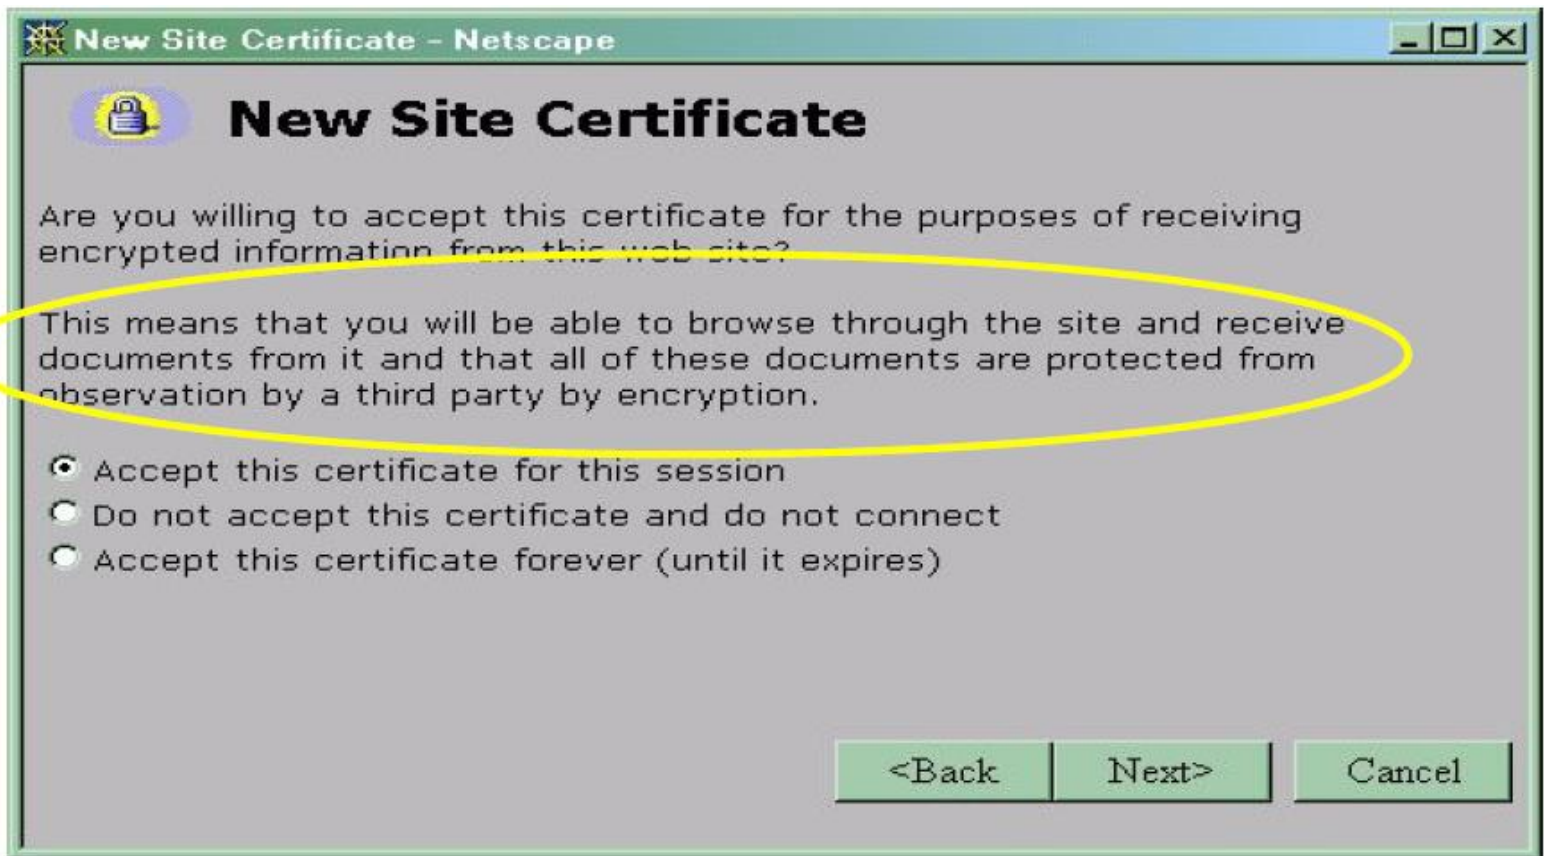 New Site Certificate - Netscape
New Site Certificate
Are you willing to accept this certificate for the purposes of receiving
encrypted information from this web site?
This means that you will be able to browse through the site and receive
documents from it and that all of these documents are protected from
observation by a third party by encryption.
Accept this certificate for this session
Do not accept this certificate and do not connect
Accept this certificate forever (until it expires)
<Back Next> Cancel